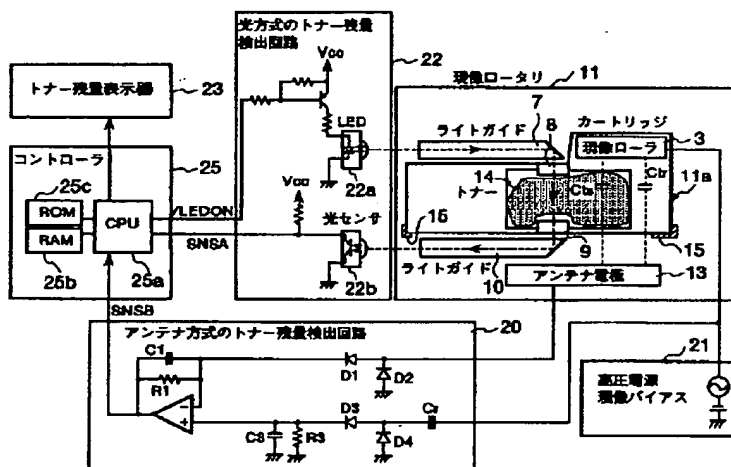 光方式のトナー残量
検出回路
22
現像ロータリ
11
トナー残量表示器
23
Vcc
LED
22a
7
8
ライトガイド
カートリッジ
現像ローラ
3
コントローラ
25
25c
ROM
RAM
25b
CPU
25a
/LEDON
SNSA
Vcc
光センサ
22b
14
トナー
Cts
Ctr
11a
16
9
15
ライトガイド
10
アンテナ電極
13
SNSB
アンテナ方式のトナー残量検出回路
20
C1
R1
D1
D2
D3
D4
Cr
C3
R3
21
高圧電源
現像バイアス